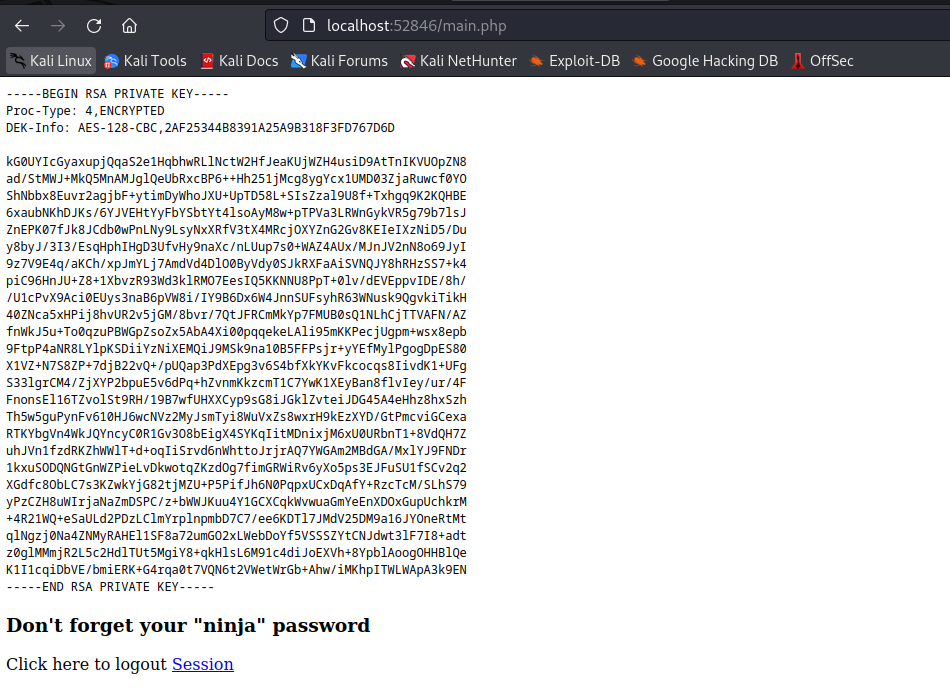 localhost:52846/main.php
Kali Linux Kali Tools Kali Docs Kali Forums Kali NetHunter Exploit-DB Google Hacking DB OffSec
-----BEGIN RSA PRIVATE KEY-----
Proc-Type: 4,ENCRYPTED
DEK-Info: AES-128-CBC,2AF25344B8391A25A9B318F3FD767D6D

kG0UYIcGyaxupjQqaS2e1HqbhwRLlNctW2HfJeaKUjWZH4usiD9AtTnIKVUOpZN8
ad/StMWJ+MkQ5MnAMJglQeUbRxcBP6++Hh251jMcg8ygYcx1UMD03ZjaRuwcf0YO
ShNbbx8Euvr2agjbF+ytimDyWhoJXU+UpTD58L+SIsZzal9U8f+Txhgq9K2KQHBE
6xaubNKhDJKs/6YJVEHtYyFbYSbtYt4lsoAyM8w+pTPVa3LRWnGykVR5g79b7lsJ
ZnEPK07fJk8JCdb0wPnLNy9LsyNxXRfV3tX4MRcjOXYZnG2Gv8KEIeIXzNiD5/Du
y8byJ/3I3/EsqHphIHgD3UfvHy9naXc/nLUup7s0+WAZ4AUx/MJnJV2nN8o69JyI
9z7V9E4q/aKCh/xpJmYLj7AmdVd4DlO0ByVdy0SJkRXFaAiSVNQJY8hRHzSS7+k4
piC96HnJU+Z8+1XbvzR93Wd3klRMO7EesIQ5KKNNU8PpT+0lv/dEVEppvIDE/8h/
/U1cPvX9Aci0EUys3naB6pVW8i/IY9B6Dx6W4JnnSUFsyhR63WNusk9QgvkiTikH
40ZNca5xHPij8hvUR2v5jGM/8bvr/7QtJFRCmMkYp7FMUB0sQ1NLhCjTTVAFN/AZ
fnWkJ5u+To0qzuPBWGpZsoZx5AbA4Xi00pqqekeLAli95mKKPecjUgpm+wsx8epb
9FtpP4aNR8LYlpKSDiiYzNiXEMQiJ9MSk9na10B5FFPsjr+yYEfMylPgogDpES80
X1VZ+N7S8ZP+7djB22vQ+/pUQap3PdXEpg3v6S4bfXkYKvFkcocqs8IivdK1+UFg
S33lgrCM4/ZjXYP2bpuE5v6dPq+hZvnmKkzcmT1C7YwK1XEyBan8flvIey/ur/4F
FnonsEl16TZvolSt9RH/19B7wfUHXXCyp9sG8iJGklZvteiJDG45A4eHhz8hxSzh
Th5w5guPynFv610HJ6wcNVz2MyJsmTyi8WuVxZs8wxrH9kEzXYD/GtPmcviGCexa
RTKYbgVn4WkJQYncyC0R1Gv3O8bEigX4SYKqIitMDnixjM6xU0URbnT1+8VdQH7Z
uhJVn1fzdRKZhWWlT+d+oqIiSrvd6nWhttoJrjrAQ7YWGAm2MBdGA/MxlYJ9FNDr
1kxuSODQNGtGnWZPieLvDkwotqZKzdOg7fimGRWiRv6yXo5ps3EJFuSU1fSCv2q2
XGdfc8ObLC7s3KZwkYjG82tjMZU+P5PifJh6N0PqpxUCxDqAfY+RzcTcM/SLhS79
yPzCZH8uWIrjaNaZmDSPC/z+bWWJKuu4Y1GCXCqkWvwuaGmYeEnXDOxGupUchkrM
+4R21WQ+eSaULd2PDzLClmYrplnpmbD7C7/ee6KDTl7JMdV25DM9a16JYOneRtMt
qlNgzj0Na4ZNMyRAHEl1SF8a72umGO2xLWebDoYf5VSSSZYtCNJdwt3lF7I8+adt
z0glMMmjR2L5c2HdlTUt5MgiY8+qkHlsL6M91c4diJoEXVh+8YpblAoogOHHBlQe
K1I1cqiDbVE/bmiERK+G4rqa0t7VQN6t2VWetWrGb+Ahw/iMKhpITWLWApA3k9EN
-----END RSA PRIVATE KEY-----
Don't forget your "ninja" password
Click here to logout Session